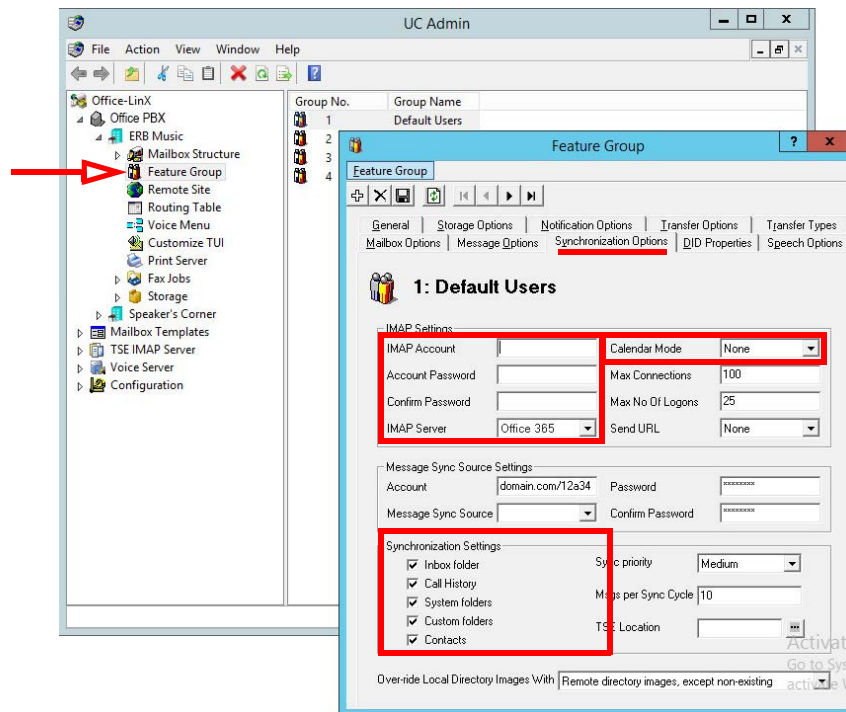 UC Admin
File Action View Window Help
Office-LinX
Office PBX
ERB Music
Mailbox Structure
Feature Group
Remote Site
Routing Table
Voice Menu
Customize TUI
Print Server
Fax Jobs
Storage
Speaker's Corner
Mailbox Templates
TSE IMAP Server
Voice Server
Configuration
Group No. Group Name
1 Default Users
2
3
4
Feature Group
? x
Feature Group
General Storage Options Notification Options Transfer Options Transfer Types
Mailbox Options Message Options Synchronization Options DID Properties Speech Options
1: Default Users
IMAP Settings
IMAP Account Calendar Mode None
Account Password Max Connections 100
Confirm Password Max No Of Logons 25
IMAP Server Office 365 Send URL None
Message Sync Source Settings
Account domain.com/12a34 Password ********
Message Sync Source Confirm Password ********
Synchronization Settings
Inbox folder Sync priority Medium
Call History
System folders Msgs per Sync Cycle 10
Custom folders
Contacts TSE Location
Over-ride Local Directory Images With Remote directory images, except non-existing
Activat
Go to Sys